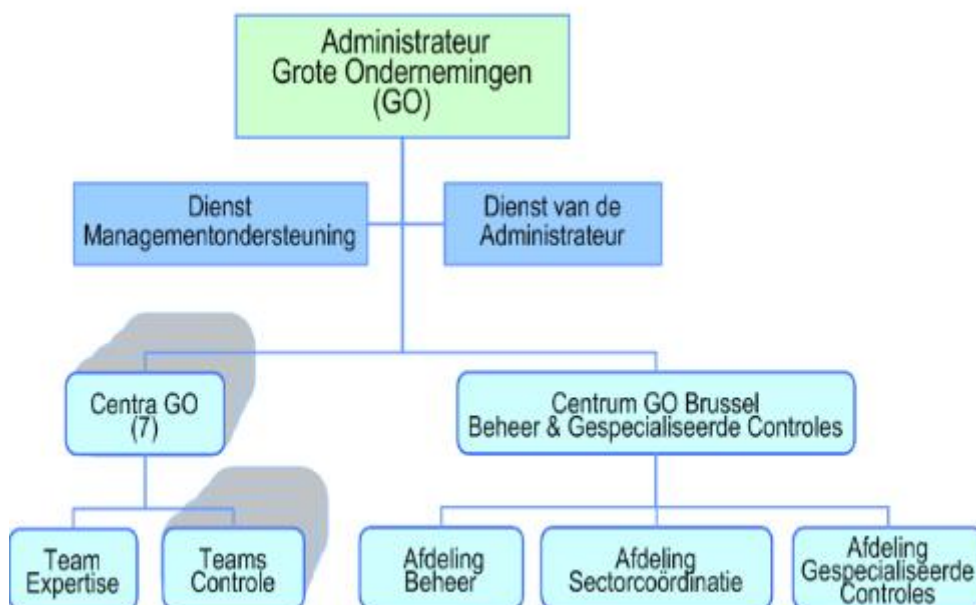 Administrateur
Grote Ondernemingen
(GO)
Dienst
Managementondersteuning
Dienst van de
Administrateur
Centra GO
(7)
Centrum GO Brussel
Beheer & Gespecialiseerde Controles
Team
Expertise
Teams
Controle
Afdeling
Beheer
Afdeling
Sectorcoördinatie
Afdeling
Gespecialiseerde
Controles